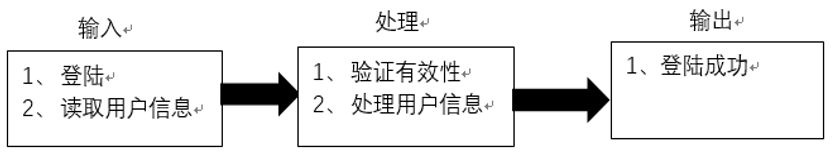 输入
处理
输出
1、 登陆
2、 读取用户信息
1、 验证有效性
2、 处理用户信息
1、登陆成功